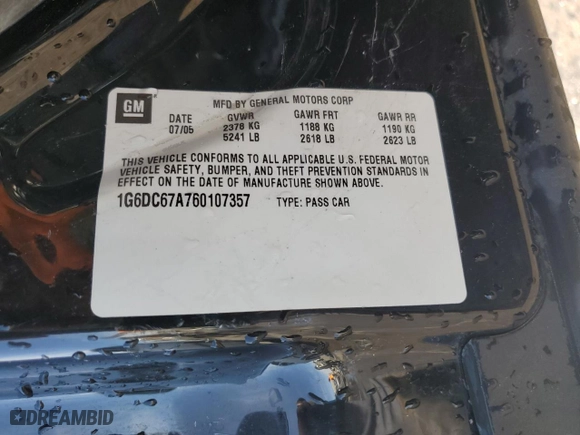 GM
MFD BY GENERAL MOTORS CORP
DATE GVWR GAWR FRT GAWR RR
07/05 2378 KG 1188 KG 1190 KG
5241 LB 2618 LB 2623 LB
THIS VEHICLE CONFORMS TO ALL APPLICABLE U.S. FEDERAL MOTOR
VEHICLE SAFETY, BUMPER, AND THEFT PREVENTION STANDARDS IN
EFFECT ON THE DATE OF MANUFACTURE SHOWN ABOVE.
1G6DC67A760107357 TYPE: PASS CAR
DREAMBID